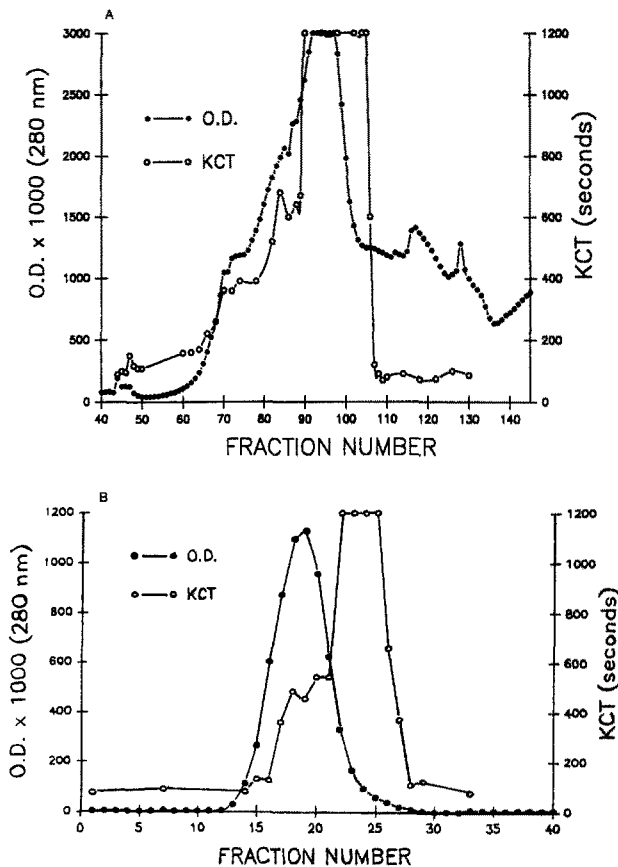 A
O.D. x 1000 (280 nm)
3000
2500
2000
1500
1000
500
0
O.D.
KCT
1200
1000
800
600
400
200
0
KCT (seconds)
40 50 60 70 80 90 100 110 120 130 140
FRACTION NUMBER
B
O.D. x 1000 (280 nm)
1200
1000
800
600
400
200
0
O.D.
KCT
1200
1000
800
600
400
200
0
KCT (seconds)
0 5 10 15 20 25 30 35 40
FRACTION NUMBER